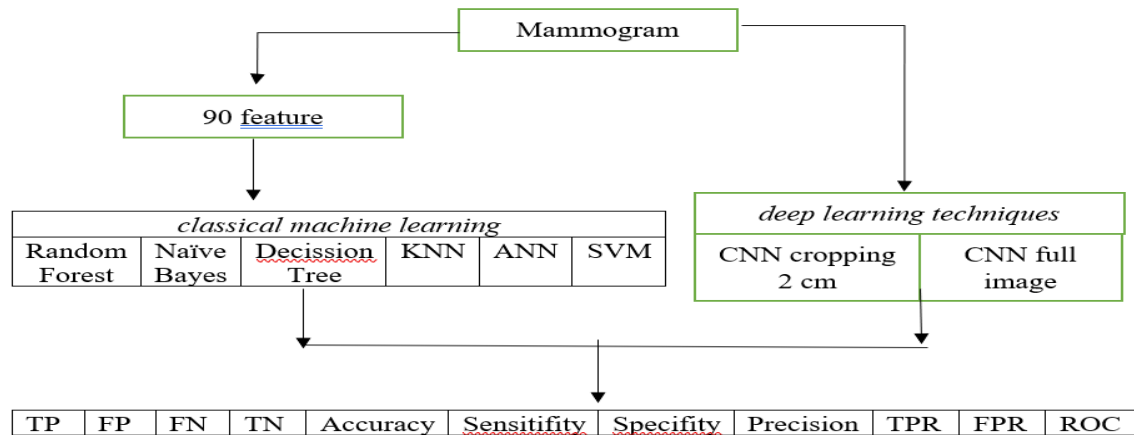 Mammogram
90 feature
classical machine learning
Random Forest
Naïve Bayes
Decission Tree
KNN
ANN
SVM
deep learning techniques
CNN cropping 2 cm
CNN full image
TP
FP
FN
TN
Accuracy
Sensitifity
Specifity
Precision
TPR
FPR
ROC